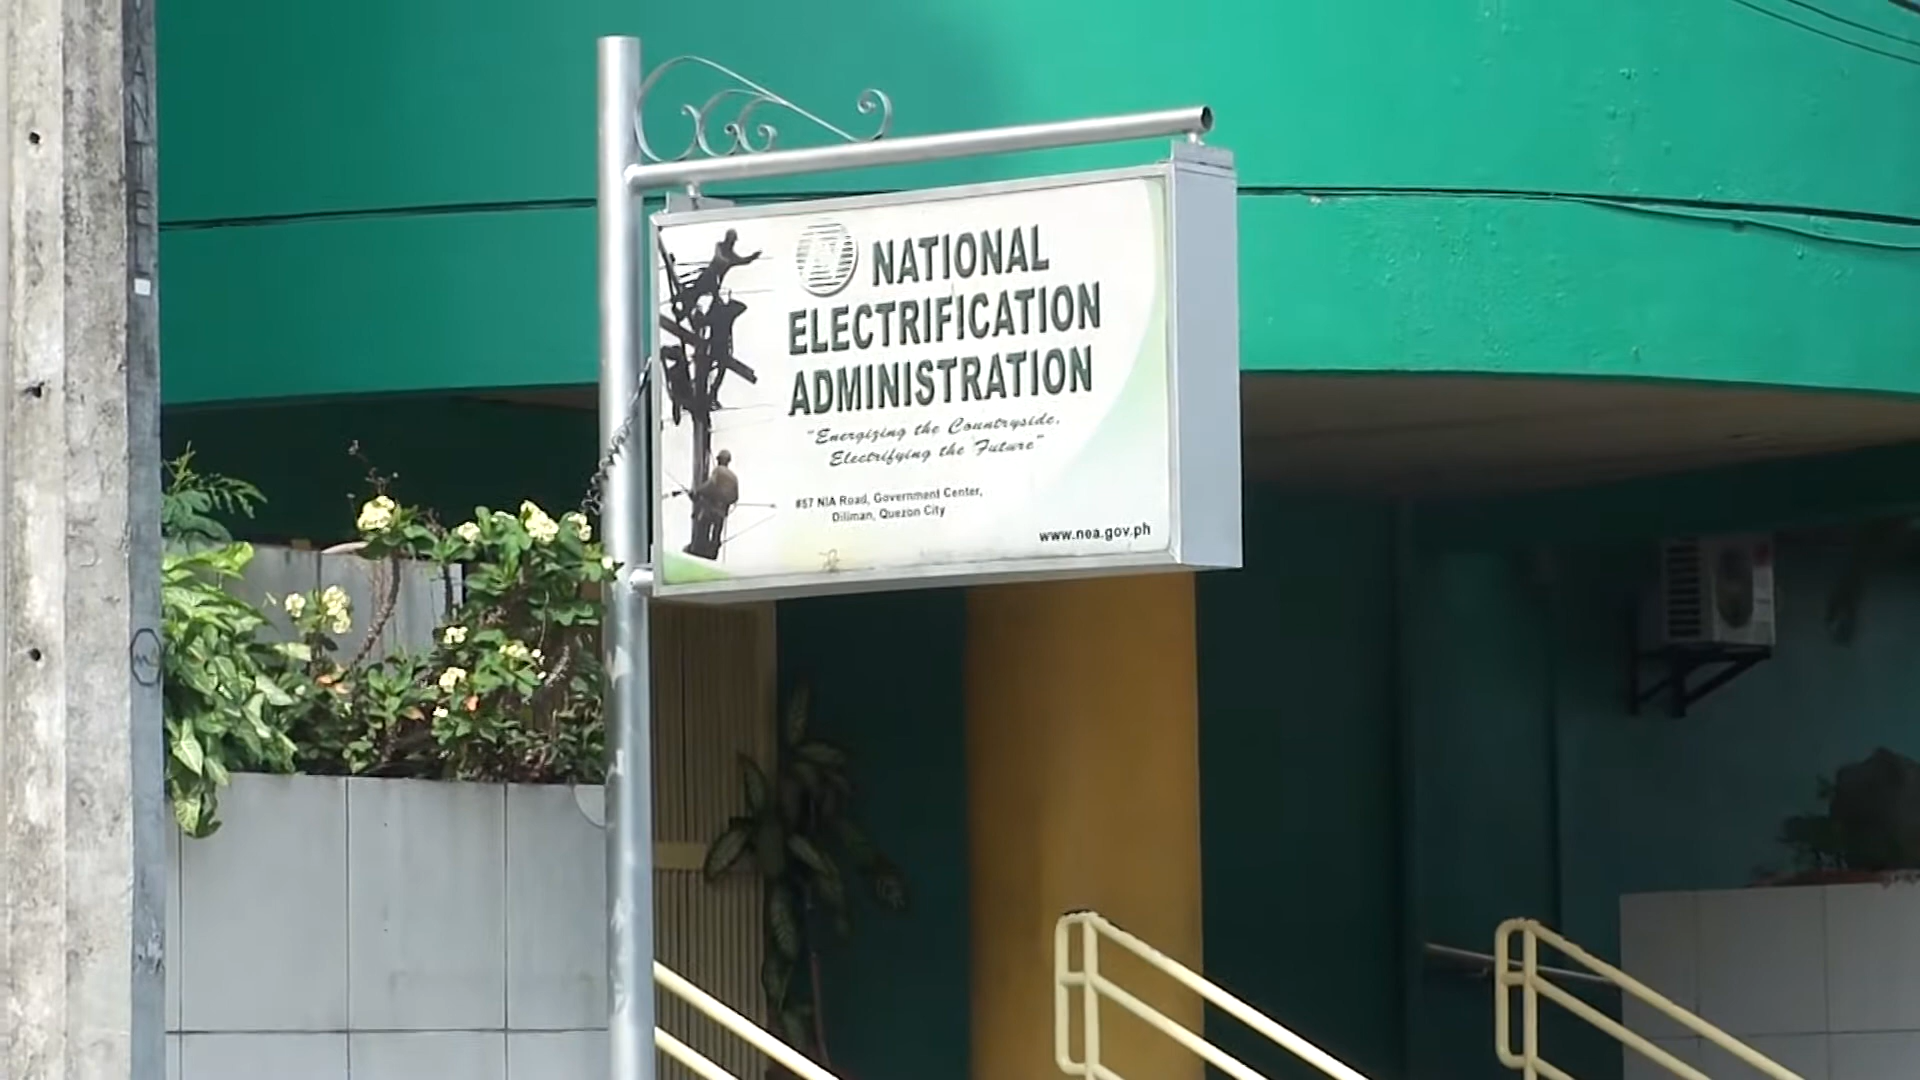 NATIONAL
ELECTRIFICATION
ADMINISTRATION
"Energizing the Countryside,
Electrifying the Future"
#57 NIA Road, Government Center,
Diliman, Quezon City
www.nea.gov.ph